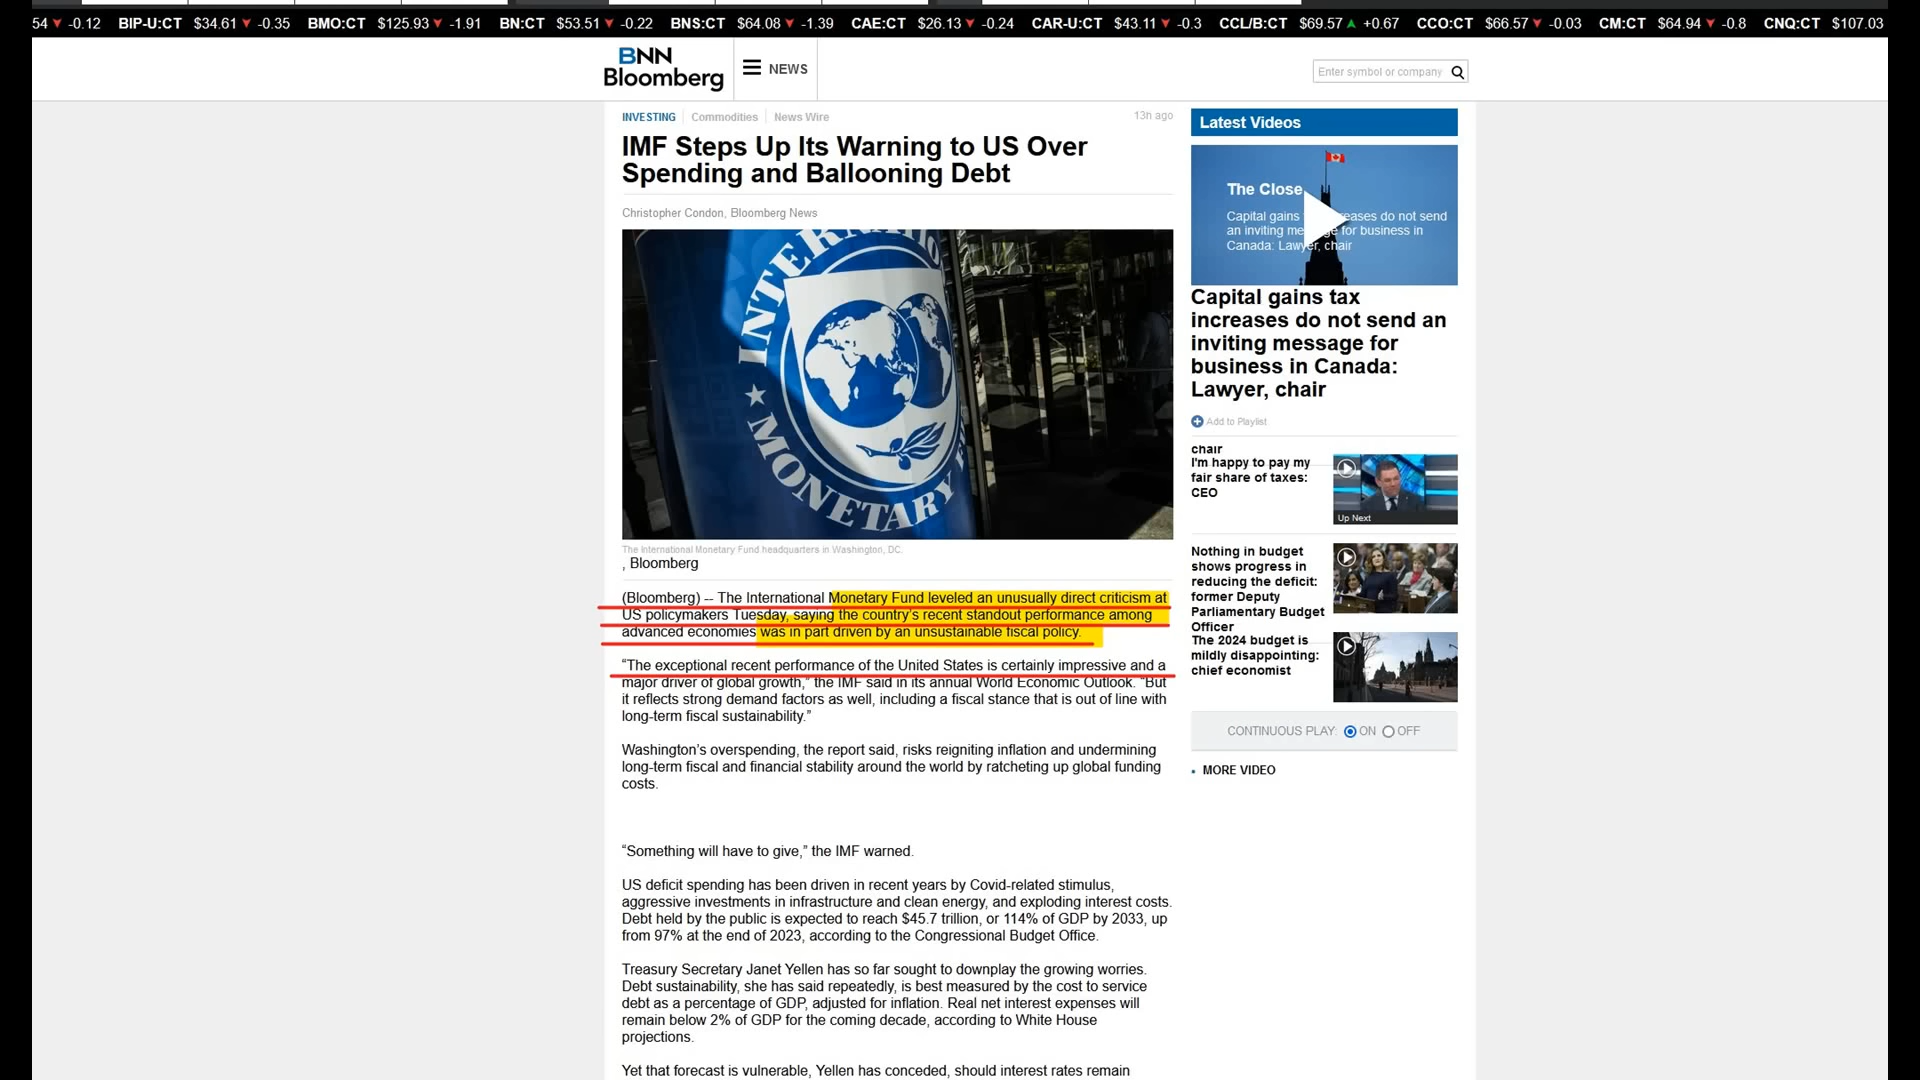 54 -0.12 BIP-U:CT $34.61 -0.35 BMO:CT $125.93 -1.91 BN:CT $53.51 -0.22 BNS:CT $64.08 -1.39 CAE:CT $26.13 -0.24 CAR-U:CT $43.11 -0.3 CCL/B:CT $69.57 +0.67 CCO:CT $66.57 -0.03 CM:CT $64.94 -0.8 CNQ:CT $107.03
BNN
Bloomberg
NEWS
Enter symbol or company
INVESTING Commodities News Wire
13h ago
IMF Steps Up Its Warning to US Over
Spending and Ballooning Debt
Christopher Condon, Bloomberg News
INTERNATIONAL
MONETARY
The International Monetary Fund headquarters in Washington, DC.
, Bloomberg
(Bloomberg) -- The International Monetary Fund leveled an unusually direct criticism at
US policymakers Tuesday, saying the country's recent standout performance among
advanced economies was in part driven by an unsustainable fiscal policy.
“The exceptional recent performance of the United States is certainly impressive and a
major driver of global growth,” the IMF said in its annual World Economic Outlook. “But
it reflects strong demand factors as well, including a fiscal stance that is out of line with
long-term fiscal sustainability.”
Washington’s overspending, the report said, risks reigniting inflation and undermining
long-term fiscal and financial stability around the world by ratcheting up global funding
costs.
“Something will have to give,” the IMF warned.
US deficit spending has been driven in recent years by Covid-related stimulus,
aggressive investments in infrastructure and clean energy, and exploding interest costs.
Debt held by the public is expected to reach $45.7 trillion, or 114% of GDP by 2033, up
from 97% at the end of 2023, according to the Congressional Budget Office.
Treasury Secretary Janet Yellen has so far sought to downplay the growing worries.
Debt sustainability, she has said repeatedly, is best measured by the cost to service
debt as a percentage of GDP, adjusted for inflation. Real net interest expenses will
remain below 2% of GDP for the coming decade, according to White House
projections.
Yet that forecast is vulnerable, Yellen has conceded, should interest rates remain
Latest Videos
The Close
Capital gains increases do not send
an inviting message for business in
Canada: Lawyer, chair
Capital gains tax
increases do not send an
inviting message for
business in Canada:
Lawyer, chair
Add to Playlist
chair
I'm happy to pay my
fair share of taxes:
CEO
Up Next
Nothing in budget
shows progress in
reducing the deficit:
former Deputy
Parliamentary Budget
Officer
The 2024 budget is
mildly disappointing:
chief economist
CONTINUOUS PLAY: ON OFF
MORE VIDEO